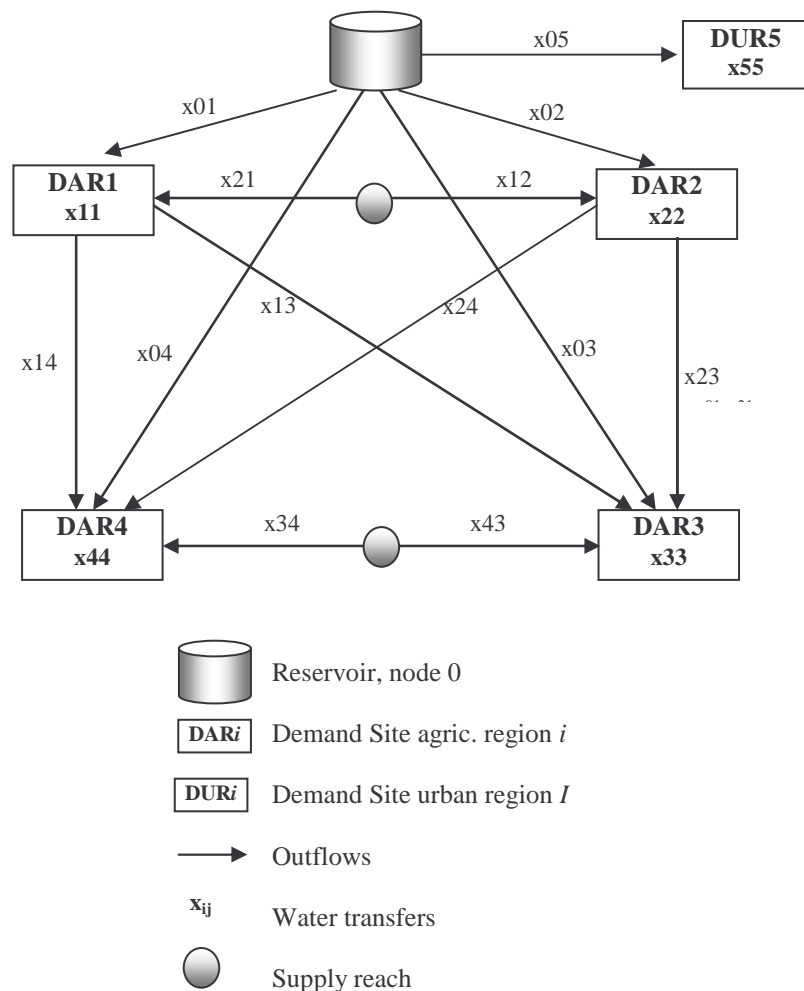 x05
DUR5
x55
x01
x02
DAR1
x11
x21
x12
DAR2
x22
x13
x24
x14
x04
x03
x23
DAR4
x44
x34
x43
DAR3
x33
Reservoir, node 0
DARi
Demand Site agric. region i
DURi
Demand Site urban region I
Outflows
xij
Water transfers
Supply reach